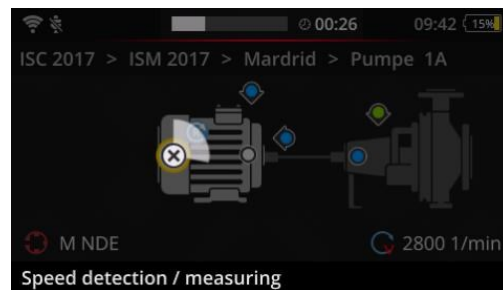 00:26 09:42 15%
ISC 2017 > ISM 2017 > Mardrid > Pumpe 1A
M NDE 2800 1/min
Speed detection / measuring